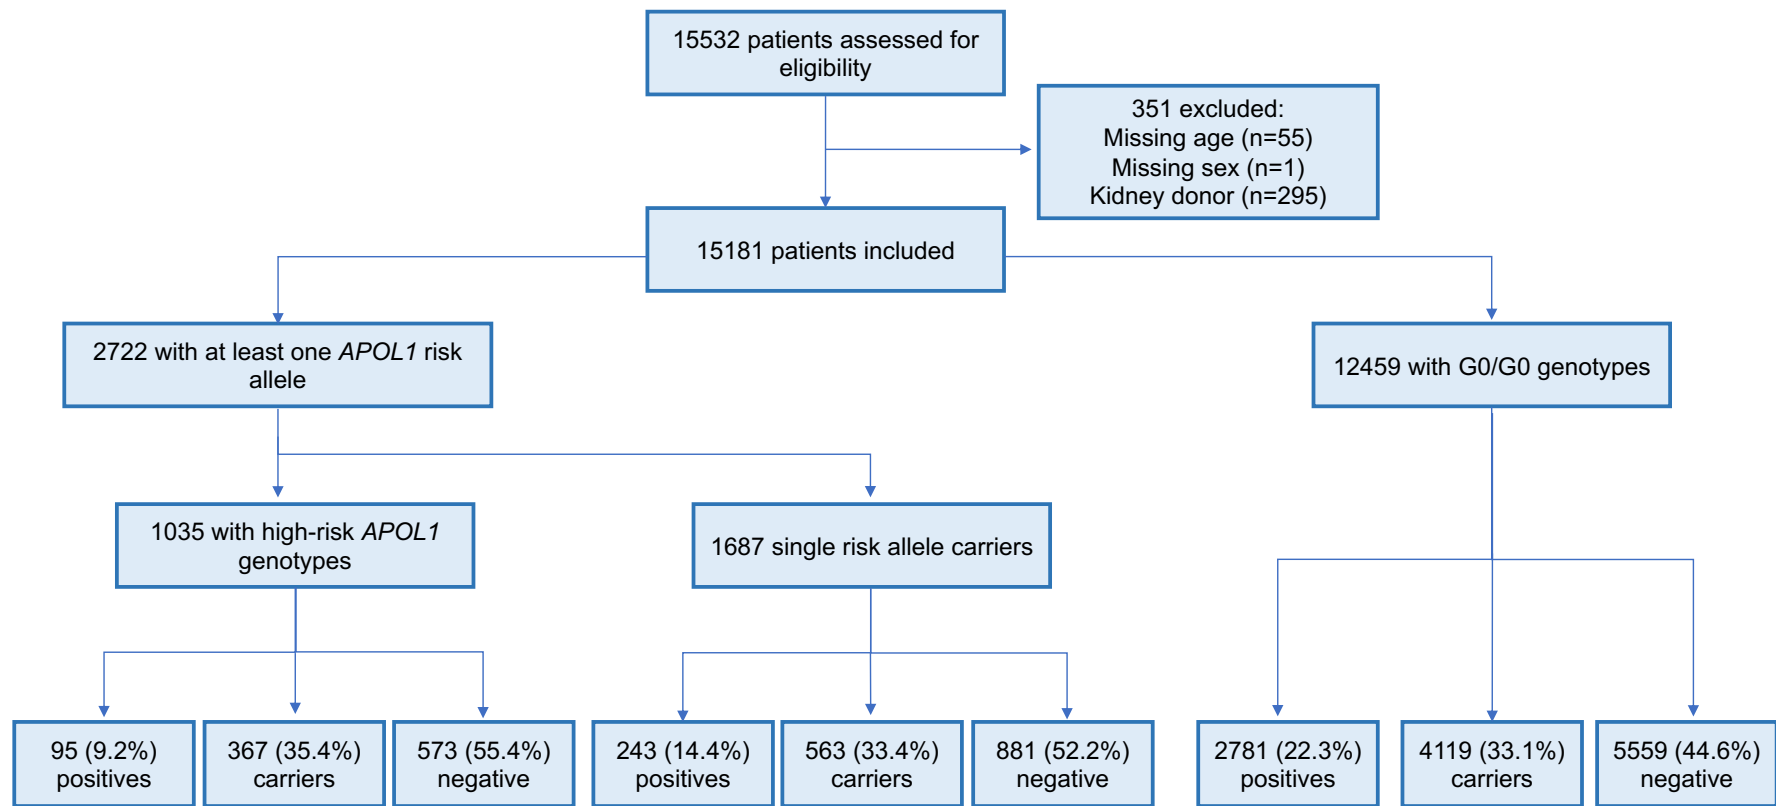 15532 patients assessed for
eligibility
351 excluded:
Missing age (n=55)
Missing sex (n=1)
Kidney donor (n=295)
15181 patients included
2722 with at least one APOL1 risk
allele
12459 with G0/G0 genotypes
1035 with high-risk APOL1
genotypes
1687 single risk allele carriers
95 (9.2%)
positives
367 (35.4%)
carriers
573 (55.4%)
negative
243 (14.4%)
positives
563 (33.4%)
carriers
881 (52.2%)
negative
2781 (22.3%)
positives
4119 (33.1%)
carriers
5559 (44.6%)
negative